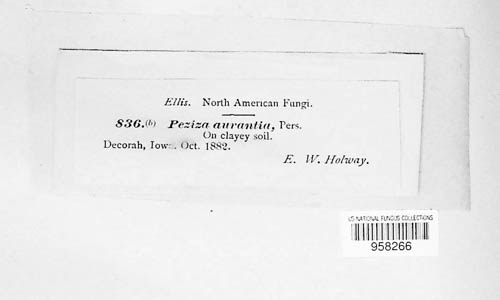 Ellis. North American Fungi.
836.(b) Peziza aurantia, Pers.
On clayey soil.
Decorah, Iowa. Oct. 1882.
E. W. Holway.
US NATIONAL FUNGUS COLLECTIONS
958266